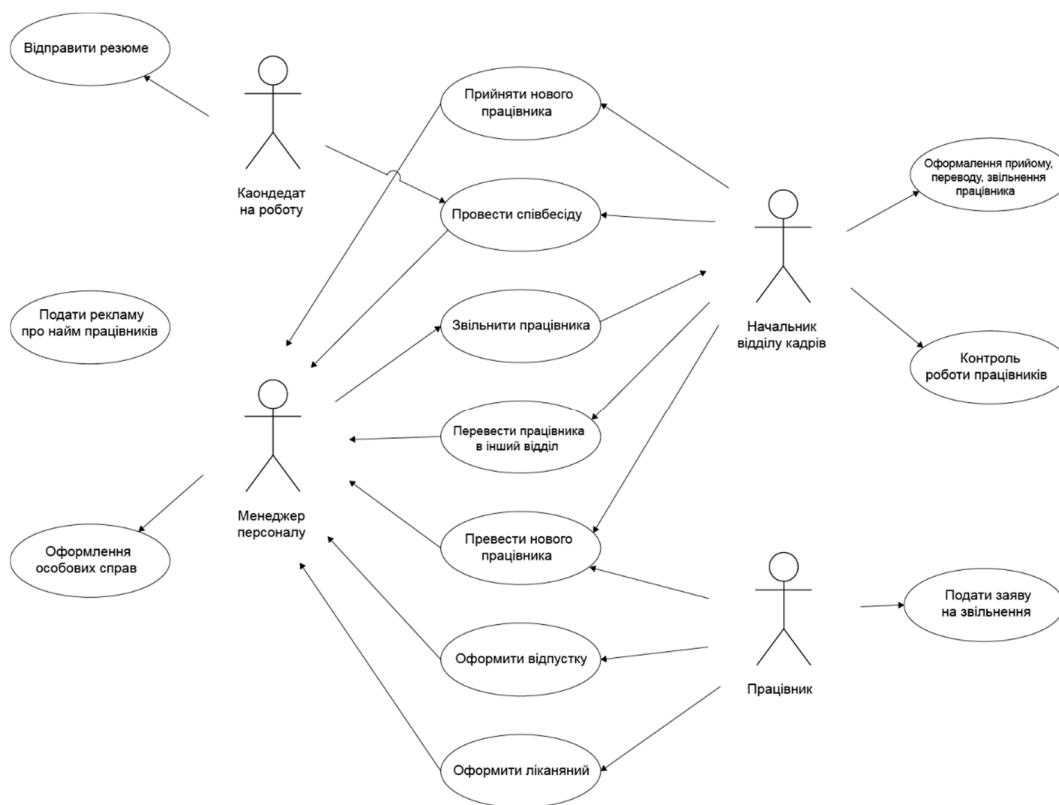 Відправити резюме
Каондедат
на роботу
Прийняти нового
працівника
Оформалення прийому,
переводу, звільнення
працівника
Провести співбесіду
Подати рекламу
про найм працівників
Звільнити працівника
Начальник
відділу кадрів
Контроль
роботи працівників
Перевести працівника
в інший відділ
Менеджер
персоналу
Оформлення
особових справ
Превести нового
працівника
Подати заяву
на звільнення
Оформити відпустку
Працівник
Оформити ліканяний